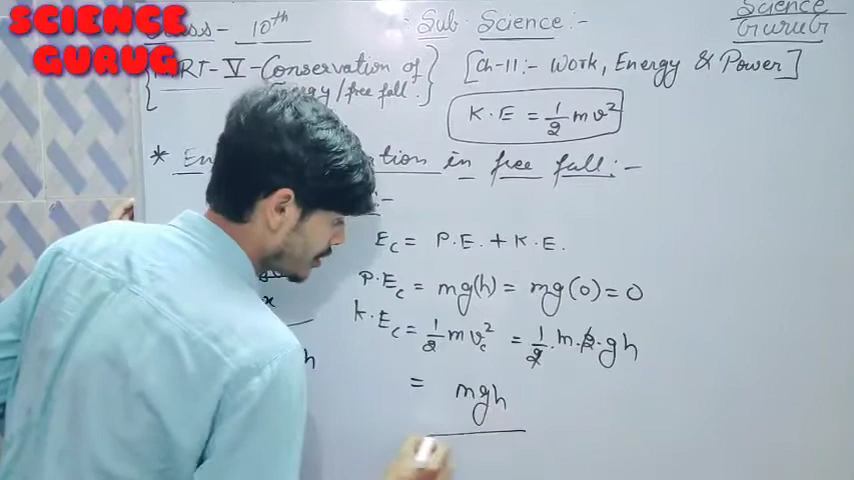 SCIENCE
GURUG
Class - 10th
Sub - Science :-
Science
GuruG
PART-V - Conservation of
Energy / free fall.
[Ch-11:- Work, Energy & Power]
K.E = 1/2 mv²
* En tion in free fall :-
E_C = P.E. + K.E.
P.E_C = mg(h) = mg(0) = 0
K.E_C = 1/2 m v_C² = 1/2 . m . 2 . gh
= mgh
x
h